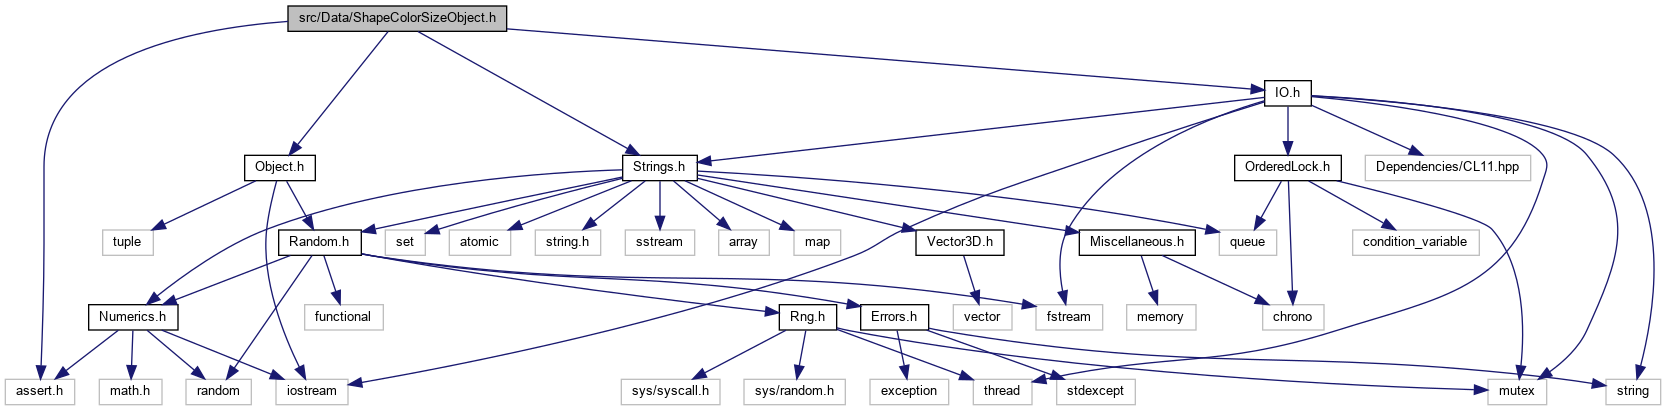 src/Data/ShapeColorSizeObject.h
IO.h
Object.h
Strings.h
OrderedLock.h
Dependencies/CL11.hpp
tuple
Random.h
set
atomic
string.h
sstream
array
map
Vector3D.h
Miscellaneous.h
queue
condition_variable
Numerics.h
functional
Rng.h
Errors.h
vector
fstream
memory
chrono
assert.h
math.h
random
iostream
sys/syscall.h
sys/random.h
exception
thread
stdexcept
mutex
string